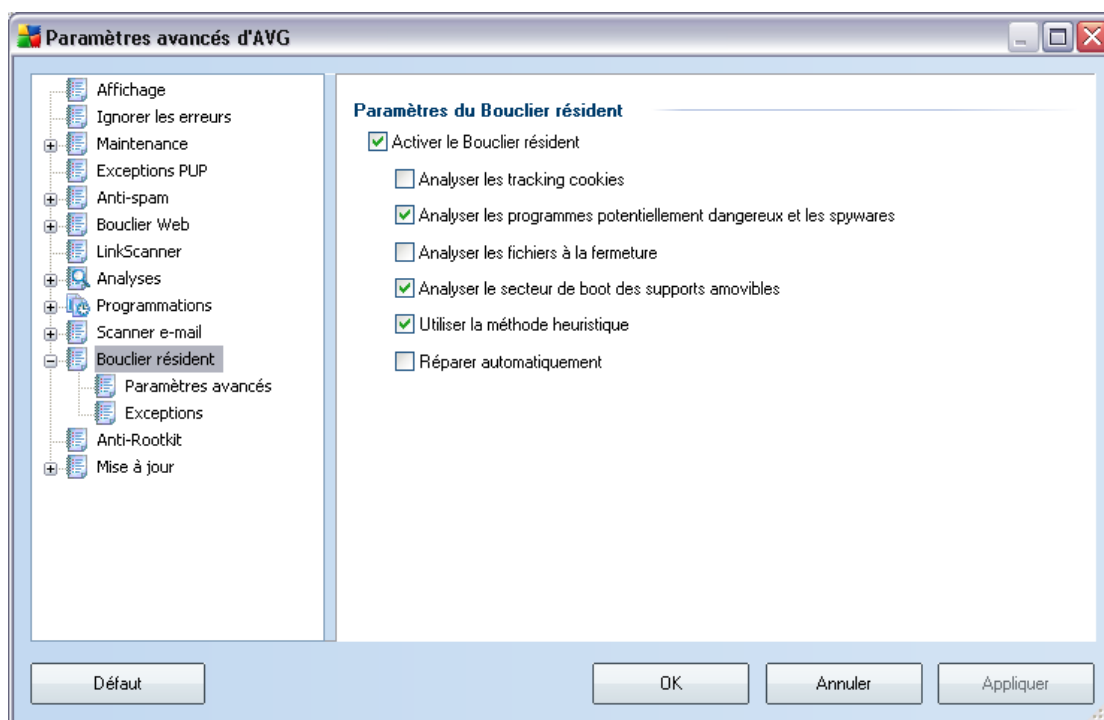 Paramètres avancés d'AVG
Affichage
Ignorer les erreurs
Maintenance
Exceptions PUP
Anti-spam
Bouclier Web
LinkScanner
Analyses
Programmations
Scanner e-mail
Bouclier résident
Paramètres avancés
Exceptions
Anti-Rootkit
Mise à jour
Paramètres du Bouclier résident
Activer le Bouclier résident
Analyser les tracking cookies
Analyser les programmes potentiellement dangereux et les spywares
Analyser les fichiers à la fermeture
Analyser le secteur de boot des supports amovibles
Utiliser la méthode heuristique
Réparer automatiquement
Défaut
OK
Annuler
Appliquer